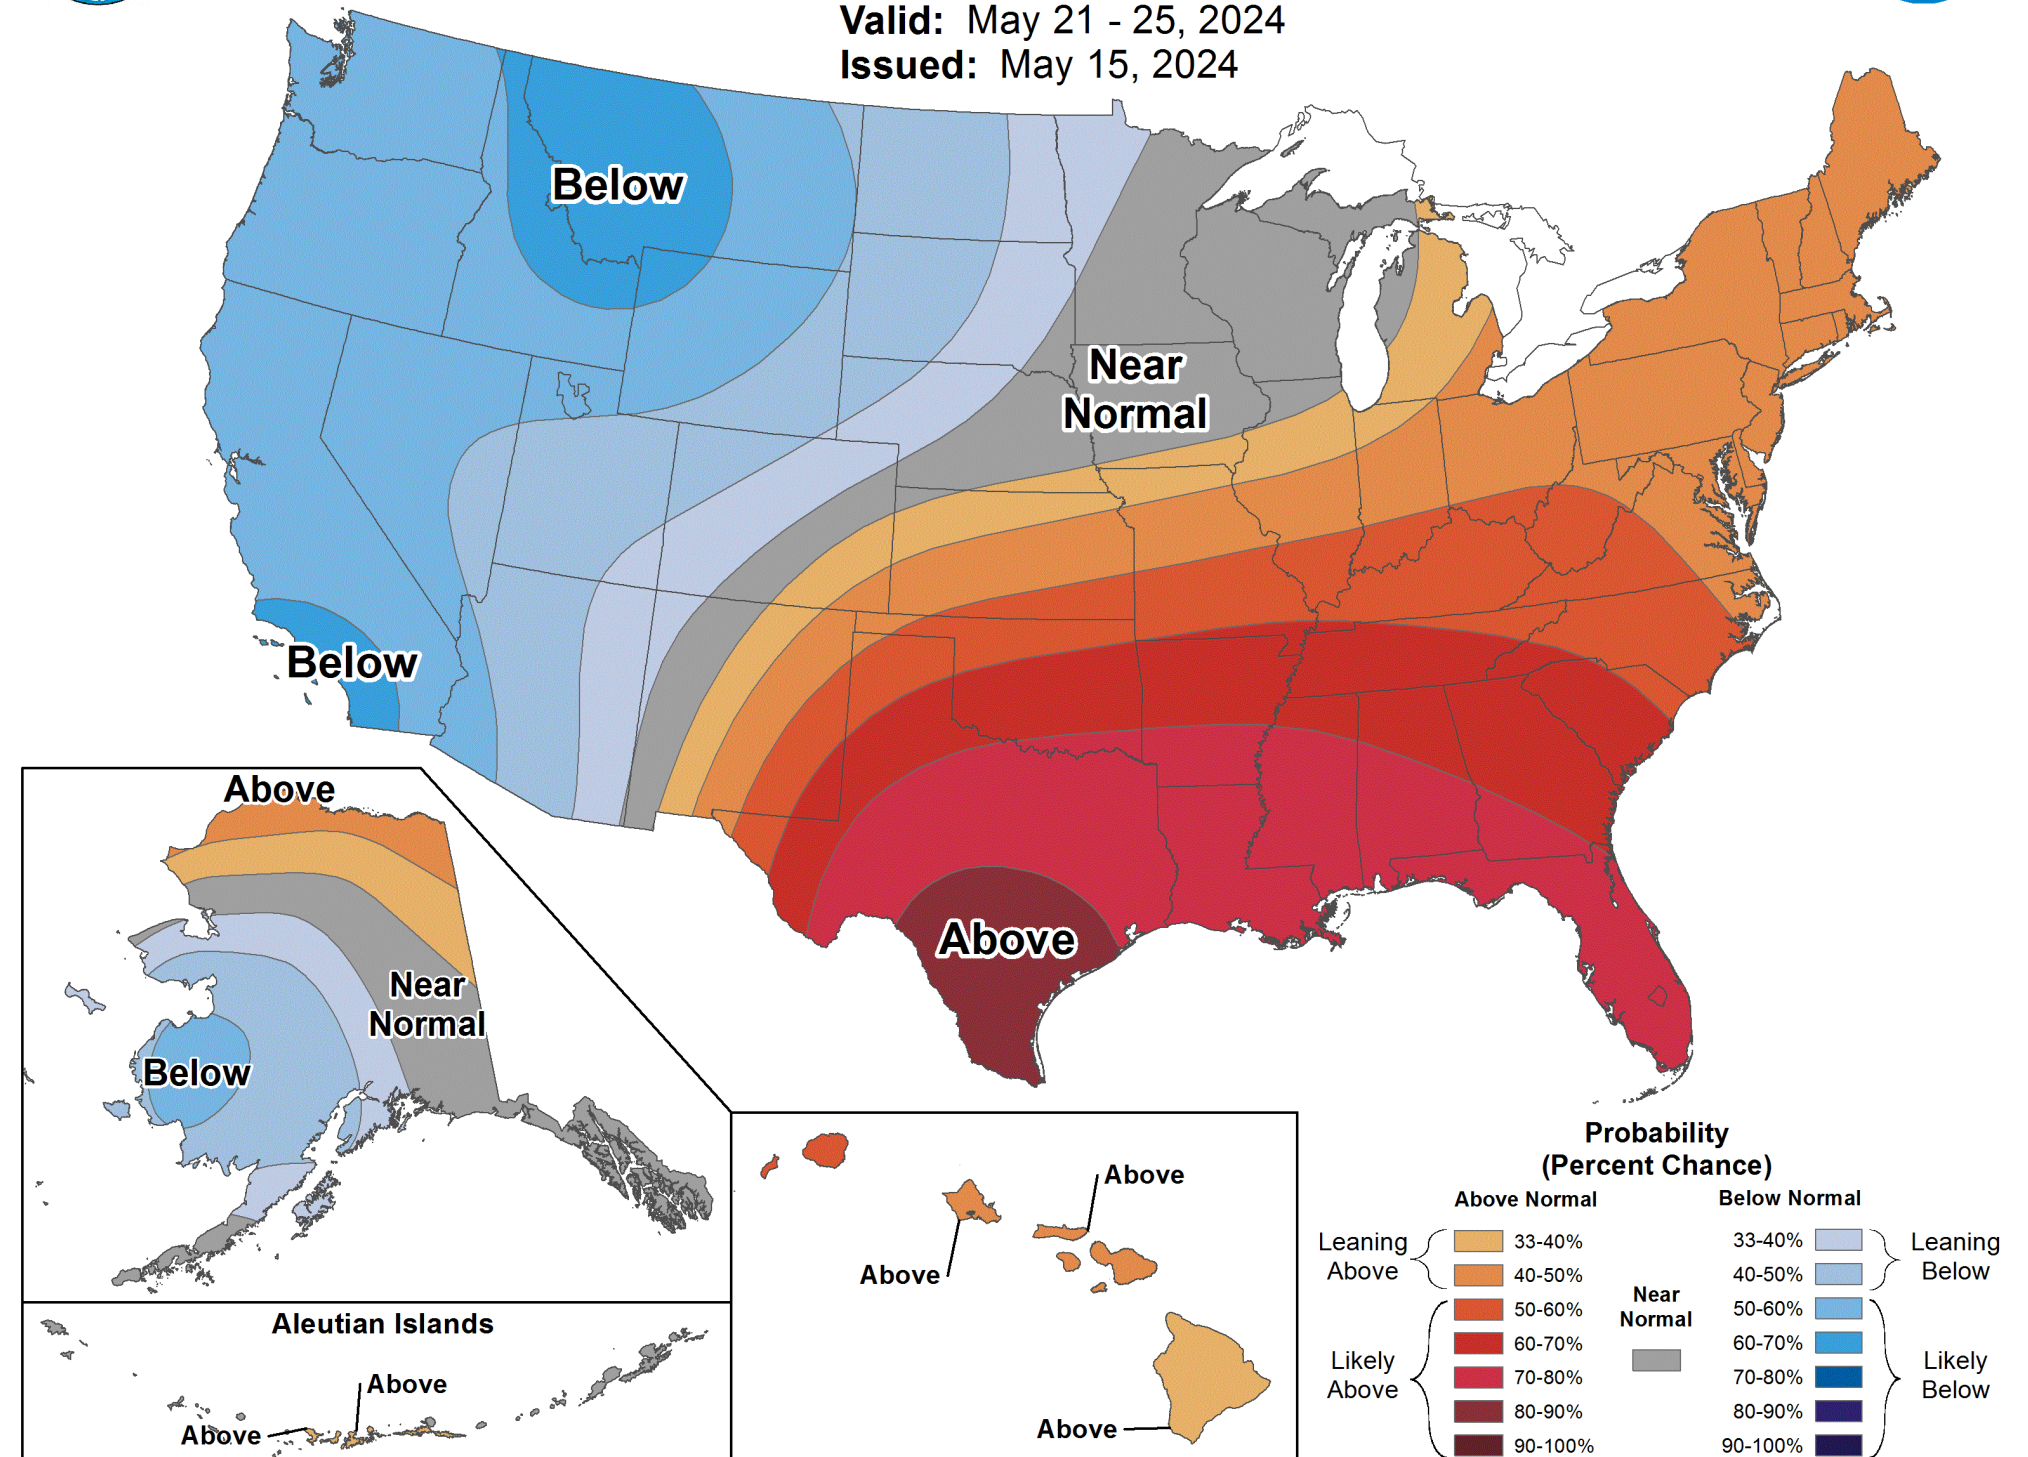 Valid: May 21 - 25, 2024
Issued: May 15, 2024
Below
Near
Normal
Below
Above
Above
Near
Normal
Below
Above
Above
Above
Aleutian Islands
Above
Above
Probability
(Percent Chance)
Above Normal
Below Normal
Leaning
Above
33-40%
40-50%
Likely
Above
50-60%
60-70%
70-80%
80-90%
90-100%
Near
Normal
33-40%
40-50%
Leaning
Below
50-60%
60-70%
70-80%
80-90%
90-100%
Likely
Below